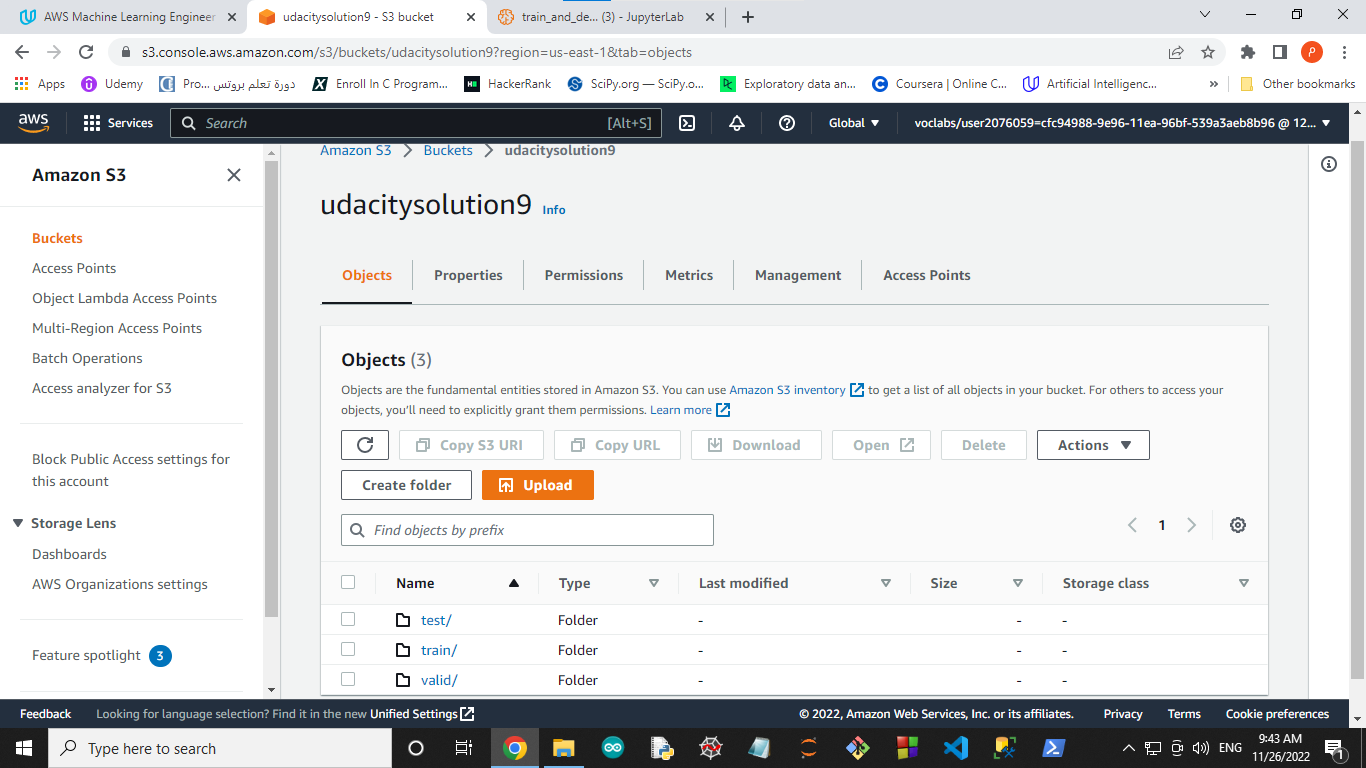 AWS Machine Learning Engineer
udacitysolution9 - S3 bucket
train_and_de... (3) - JupyterLab
s3.console.aws.amazon.com/s3/buckets/udacitysolution9?region=us-east-1&tab=objects
P
Apps
Udemy
Pro... دورة تعلم بروتس
Enroll In C Program...
HackerRank
SciPy.org — SciPy.o...
Exploratory data an...
Coursera | Online C...
Artificial Intelligenc...
»
Other bookmarks
aws
Services
Search
[Alt+S]
Global
voclabs/user2076059=cfc94988-9e96-11ea-96bf-539a3aeb8b96 @ 12...
Amazon S3
Buckets
Access Points
Object Lambda Access Points
Multi-Region Access Points
Batch Operations
Access analyzer for S3
Block Public Access settings for
this account
Storage Lens
Dashboards
AWS Organizations settings
Feature spotlight 3
Amazon S3 > Buckets > udacitysolution9
udacitysolution9 Info
Objects
Properties
Permissions
Metrics
Management
Access Points
Objects (3)
Objects are the fundamental entities stored in Amazon S3. You can use Amazon S3 inventory to get a list of all objects in your bucket. For others to access your
objects, you'll need to explicitly grant them permissions. Learn more
Copy S3 URI
Copy URL
Download
Open
Delete
Actions
Create folder
Upload
Find objects by prefix
1
Name Type Last modified Size Storage class
test/ Folder - - -
train/ Folder - - -
valid/ Folder - - -
Feedback
Looking for language selection? Find it in the new Unified Settings
© 2022, Amazon Web Services, Inc. or its affiliates.
Privacy
Terms
Cookie preferences
Type here to search
ENG
9:43 AM
11/26/2022
1